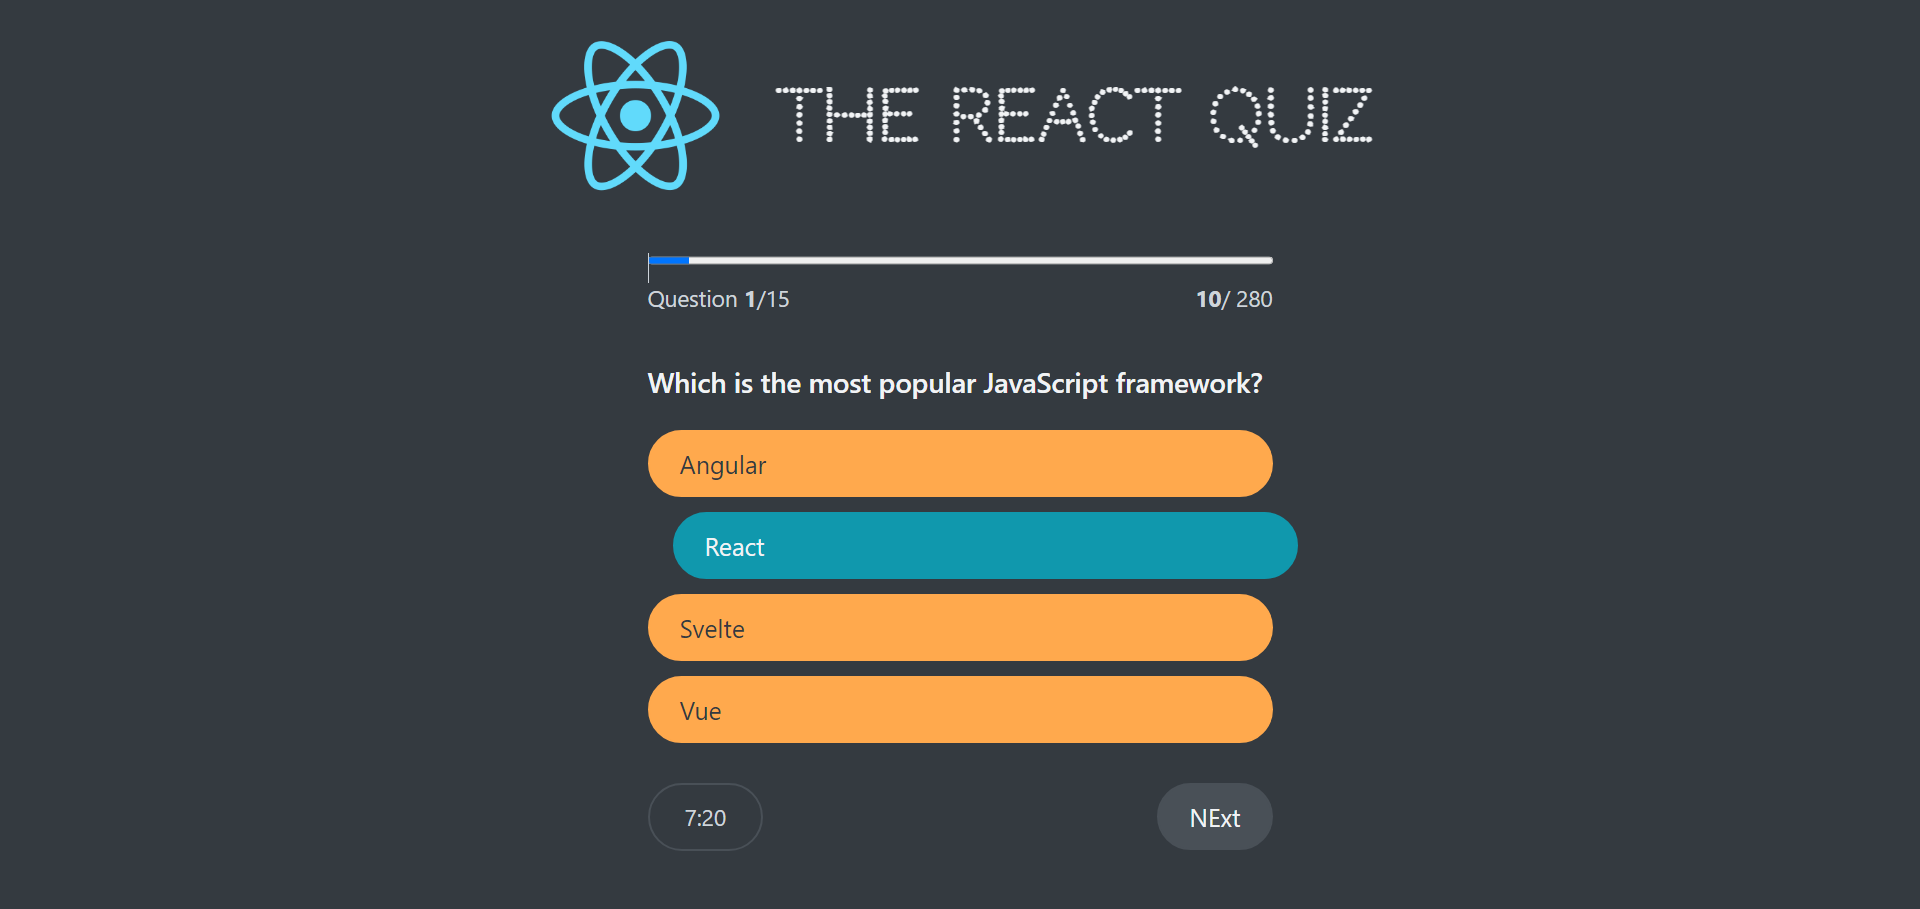 THE REACT QUIZ
Question 1/15
10/ 280
Which is the most popular JavaScript framework?
Angular
React
Svelte
Vue
7:20
NExt